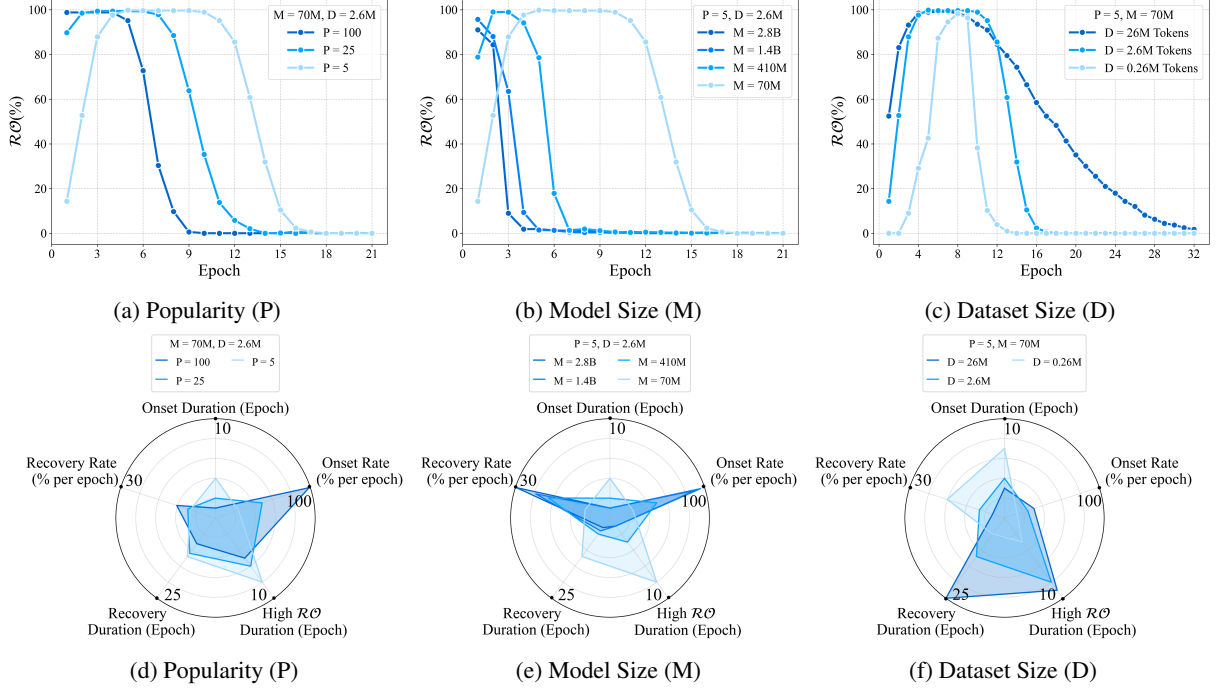 M = 70M, D = 2.6M
P = 100
P = 25
P = 5
100
80
60
40
20
0
0 3 6 9 12 15 18 21
Epoch
RO(%)
(a) Popularity (P)
P = 5, D = 2.6M
M = 2.8B
M = 1.4B
M = 410M
M = 70M
100
80
60
40
20
0
0 3 6 9 12 15 18 21
Epoch
RO(%)
(b) Model Size (M)
P = 5, M = 70M
D = 26M Tokens
D = 2.6M Tokens
D = 0.26M Tokens
100
80
60
40
20
0
0 4 8 12 16 20 24 28 32
Epoch
RO(%)
(c) Dataset Size (D)
M = 70M, D = 2.6M
P = 100 P = 5
P = 25
Onset Duration (Epoch)
10
Recovery Rate
(% per epoch)
30
Onset Rate
(% per epoch)
100
25
10
Recovery
Duration (Epoch)
High RO
Duration (Epoch)
(d) Popularity (P)
P = 5, D = 2.6M
M = 2.8B M = 410M
M = 1.4B M = 70M
Onset Duration (Epoch)
10
Recovery Rate
(% per epoch)
30
Onset Rate
(% per epoch)
100
25
10
Recovery
Duration (Epoch)
High RO
Duration (Epoch)
(e) Model Size (M)
P = 5, M = 70M
D = 26M D = 0.26M
D = 2.6M
Onset Duration (Epoch)
10
Recovery Rate
(% per epoch)
30
Onset Rate
(% per epoch)
100
25
10
Recovery
Duration (Epoch)
High RO
Duration (Epoch)
(f) Dataset Size (D)